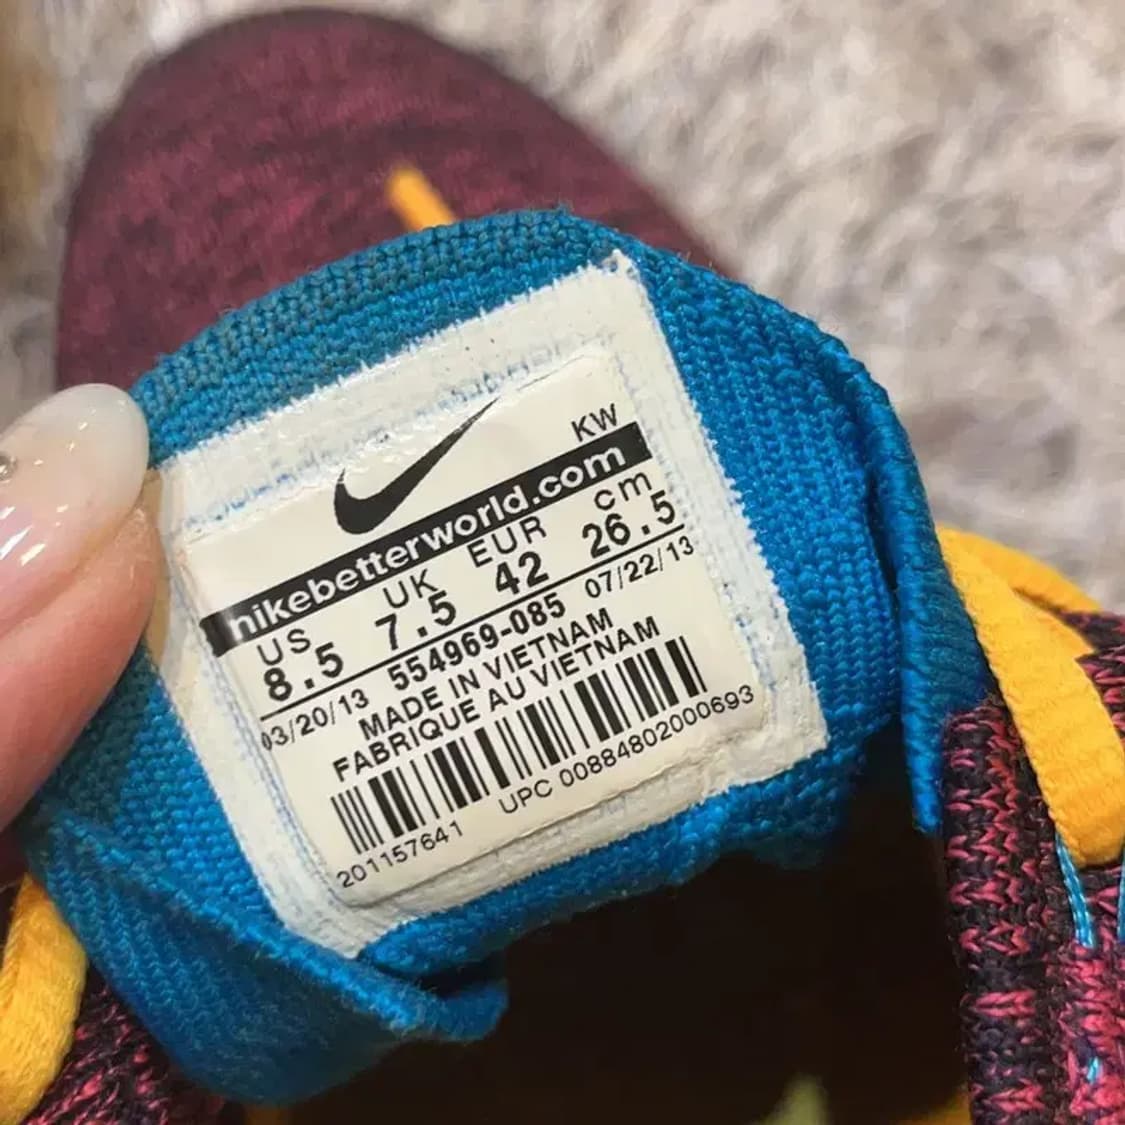 KW
nikebetterworld.com
US UK EUR cm
8.5 7.5 42 26.5
03/20/13 554969-085 07/22/13
MADE IN VIETNAM
FABRIQUE AU VIETNAM
201157641 UPC 00884802000693